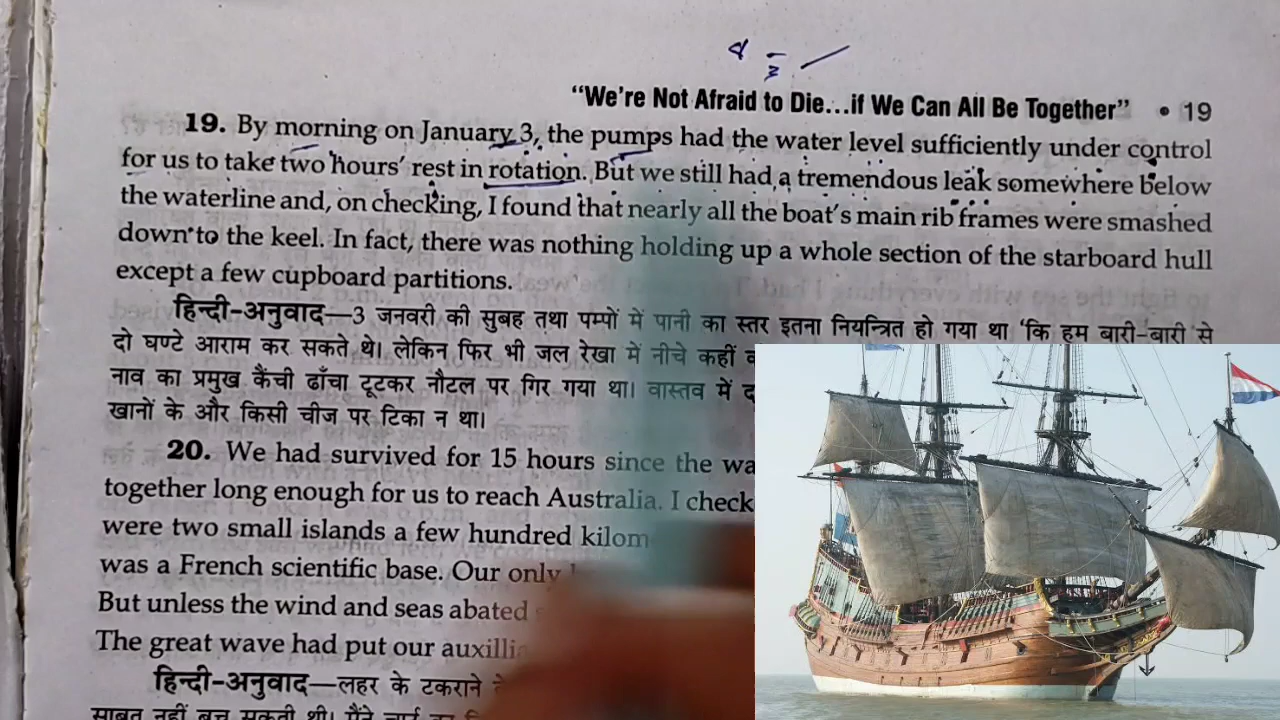 “We’re Not Afraid to Die...if We Can All Be Together” • 19
19. By morning on January 3, the pumps had the water level sufficiently under control
for us to take two hours’ rest in rotation. But we still had a tremendous leak somewhere below
the waterline and, on checking, I found that nearly all the boat’s main rib frames were smashed
down to the keel. In fact, there was nothing holding up a whole section of the starboard hull
except a few cupboard partitions.
हिन्दी-अनुवाद—3 जनवरी की सुबह तथा पम्पों में पानी का स्तर इतना नियन्त्रित हो गया था कि हम बारी-बारी से
दो घण्टे आराम कर सकते थे। लेकिन फिर भी जल रेखा में नीचे कहीं
नाव का प्रमुख कैंची ढाँचा टूटकर नौटल पर गिर गया था। वास्तव में
खानों के और किसी चीज पर टिका न था।
20. We had survived for 15 hours since the
together long enough for us to reach Australia. I
were two small islands a few hundred
was a French scientific base. Our only
But unless the wind and seas abated
The great wave had put our
हिन्दी-अनुवाद—लहर के टकराने
साबुत नहीं बच सकती थी। मैंने